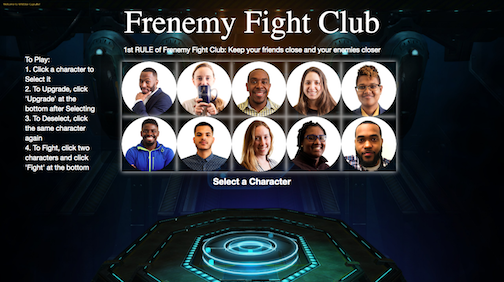 Frenemy Fight Club
1st RULE of Frenemy Fight Club: Keep your friends close and your enemies closer
To Play:
1. Click a character to
Select it
2. To Upgrade, click
'Upgrade' at the
bottom after Selecting
3. To Deselect, click
the same character
again
4. To Fight, click two
characters and click
'Fight' at the bottom
Select a Character